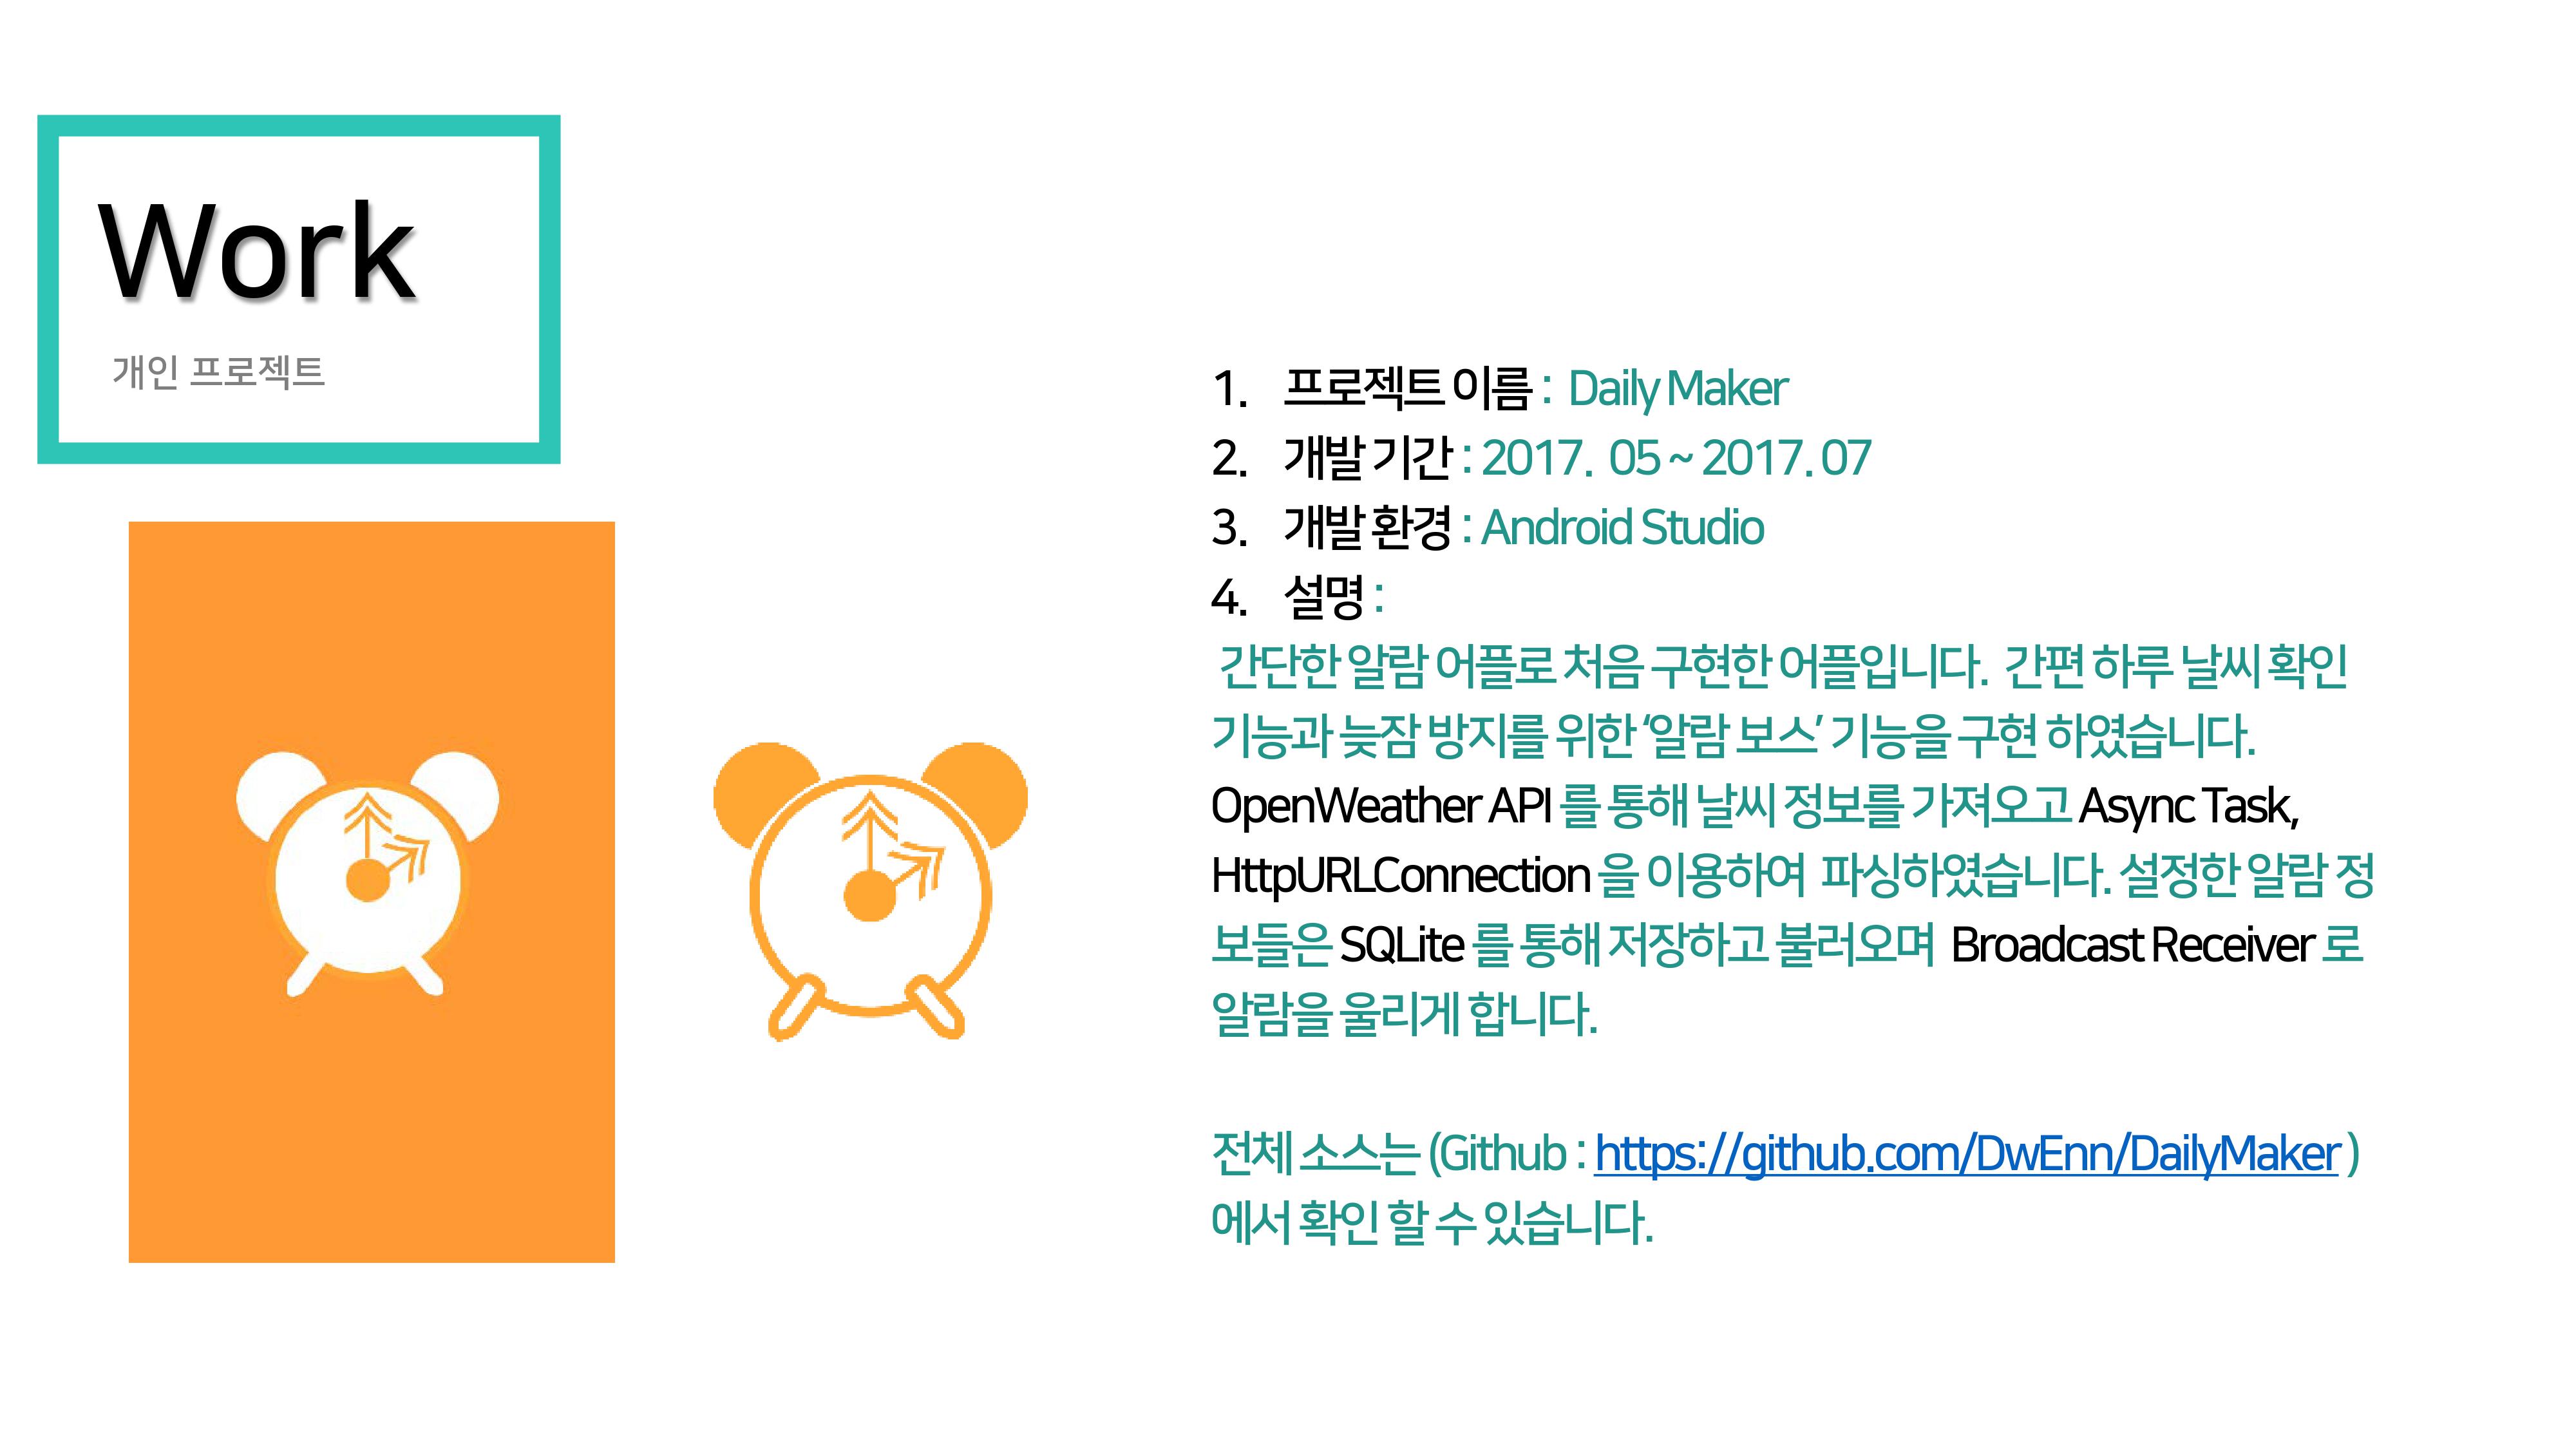 Work
개인 프로젝트
1. 프로젝트 이름 : Daily Maker
2. 개발 기간 : 2017. 05 ~ 2017. 07
3. 개발 환경 : Android Studio
4. 설명 :
간단한 알람 어플로 처음 구현한 어플입니다. 간편 하루 날씨 확인
기능과 늦잠 방지를 위한 ‘알람 보스’ 기능을 구현 하였습니다.
OpenWeather API 를 통해 날씨 정보를 가져오고 Async Task,
HttpURLConnection 을 이용하여 파싱하였습니다. 설정한 알람 정
보들은 SQLite 를 통해 저장하고 불러오며 Broadcast Receiver 로
알람을 울리게 합니다.
전체 소스는 (Github : https://github.com/DwEnn/DailyMaker )
에서 확인 할 수 있습니다.